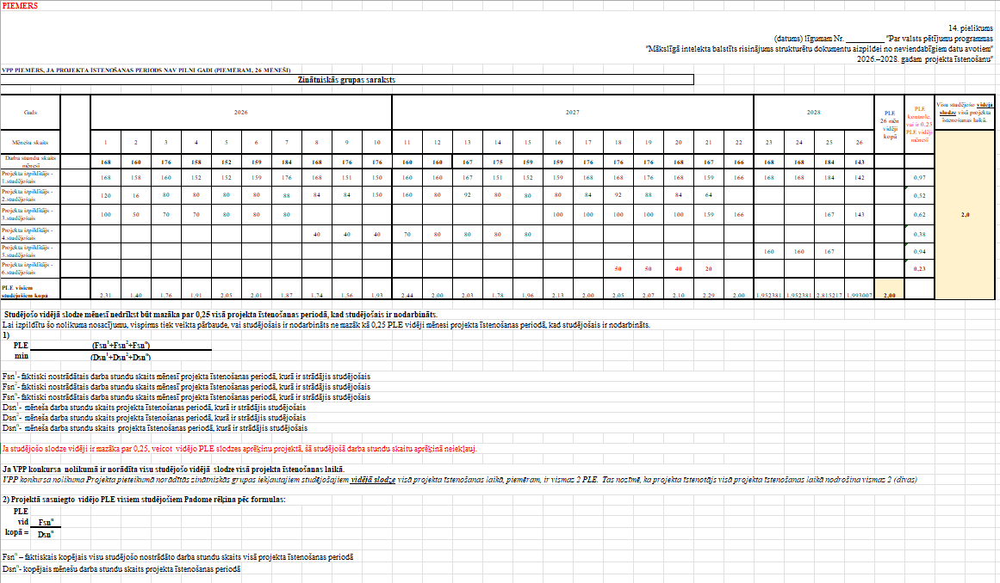 PIEMERS
14. pielikums
(datums) līgumam Nr. _________ "Par valsts pētījumu programmas
"Mākslīgā intelekta balstīts risinājums strukturētu dokumentu aizpildei no neviendabīgiem datu avotiem"
2026.–2028. gadam projekta īstenošanu"
VPP PIEMERS, JA PROJEKTA ISTENOŠANAS PERIODS NAV PILNI GADI (PIEMERAM, 26 MENEŠI)
Zinātniskās grupas saraksts
Gads 2026 2027 2028 PLE 26 mēn vidēji kopā PLE kontrole, vai ir 0.25 PLE vidēji mēnesī Visu studējošo vidējā slodze visā projekta īstenošanas laikā.
Mēnešu skaits 1 2 3 4 5 6 7 8 9 10 11 12 13 14 15 16 17 18 19 20 21 22 23 24 25 26
Darba stundu skaits mēnesī 168 160 176 158 152 159 184 168 176 176 160 160 167 175 159 159 176 176 176 168 167 166 168 168 184 143
Projekta izpildītājs - 1.studējošais 168 158 160 152 152 159 176 168 151 150 160 160 167 151 152 159 168 168 176 168 159 166 168 168 184 142 0,97
Projekta izpildītājs - 2.studējošais 120 16 80 80 80 80 88 84 84 150 160 80 92 80 80 80 84 92 88 84 64 0,52
Projekta izpildītājs - 3.studējošais 100 50 70 70 80 80 80 100 100 100 100 100 159 166 167 143 0,62 2,0
Projekta izpildītājs - 4.studējošais 40 40 40 70 80 80 80 80 0,38
Projekta izpildītājs - 5.studējošais 160 160 167 0,94
Projekta izpildītājs - 6.studējošais 50 50 40 20 0,23
PLE visiem studējošiem kopā 2,31 1,40 1,76 1,91 2,05 2,01 1,87 1,74 1,56 1,93 2,44 2,00 2,03 1,78 1,96 2,13 2,00 2,05 2,07 2,10 2,29 2,00 1,952381 1,952381 2,815217 1,993007 2,00
Studējošo vidējā slodze mēnesī nedrīkst būt mazāka par 0,25 visā projekta īstenošanas periodā, kad studējošais ir nodarbināts.
Lai izpildītu šo nolikuma nosacījumu, vispirms tiek veikta pārbaude, vai studējošais ir nodarbināts ne mazāk kā 0,25 PLE vidēji mēnesi projekta īstenošanas periodā, kad studējošais ir nodarbināts.
1)
PLE (Fsn¹+Fsn²+Fsnⁿ)
min (Dsn¹+Dsn²+Dsnⁿ)
Fsn¹- faktiski nostrādātais darba stundu skaits mēnesī projekta īstenošanas periodā, kurā ir strādājis studējošais
Fsn²- faktiski nostrādātais darba stundu skaits mēnesī projekta īstenošanas periodā, kurā ir strādājis studējošais
Fsnⁿ- faktiski nostrādātais darba stundu skaits mēnesī projekta īstenošanas periodā, kurā ir strādājis studējošais
Dsn¹- mēneša darba stundu skaits projekta īstenošanas periodā, kurā ir strādājis studējošais
Dsn²- mēneša darba stundu skaits projekta īstenošanas periodā, kurā ir strādājis studējošais
Dsnⁿ- mēneša darba stundu skaits projekta īstenošanas periodā, kurā ir strādājis studējošais
Ja studējošo slodze vidēji ir mazāka par 0,25, veicot vidējo PLE slodzes aprēķinu projektā, šā studējošā darba stundu skaitu aprēķinā neiekļauj.
Ja VPP konkursa nolikumā ir norādīta visu studējošo vidējā slodze visā projekta īstenošanas laikā.
VPP konkursa nolikuma Projekta pieteikumā norādītās zinātniskās grupas iekļautajiem studējošajiem vidējā slodze visā projekta īstenošanas laikā, piemēram, ir vismaz 2 PLE. Tas nozīmē, ka projekta īstenotājs visā projekta īstenošanas laikā nodrošina vismaz 2 (divas)
2) Projektā sasniegto vidējo PLE visiem studējošiem Padome rēķina pēc formulas:
PLE
vid Fsnⁿ
kopā = Dsnⁿ
Fsnⁿ – faktiskais kopējais visu studējošo nostrādāto darba stundu skaits visā projekta īstenošanas periodā
Dsnⁿ- kopējais mēnešu darba stundu skaits projekta īstenošanas periodā